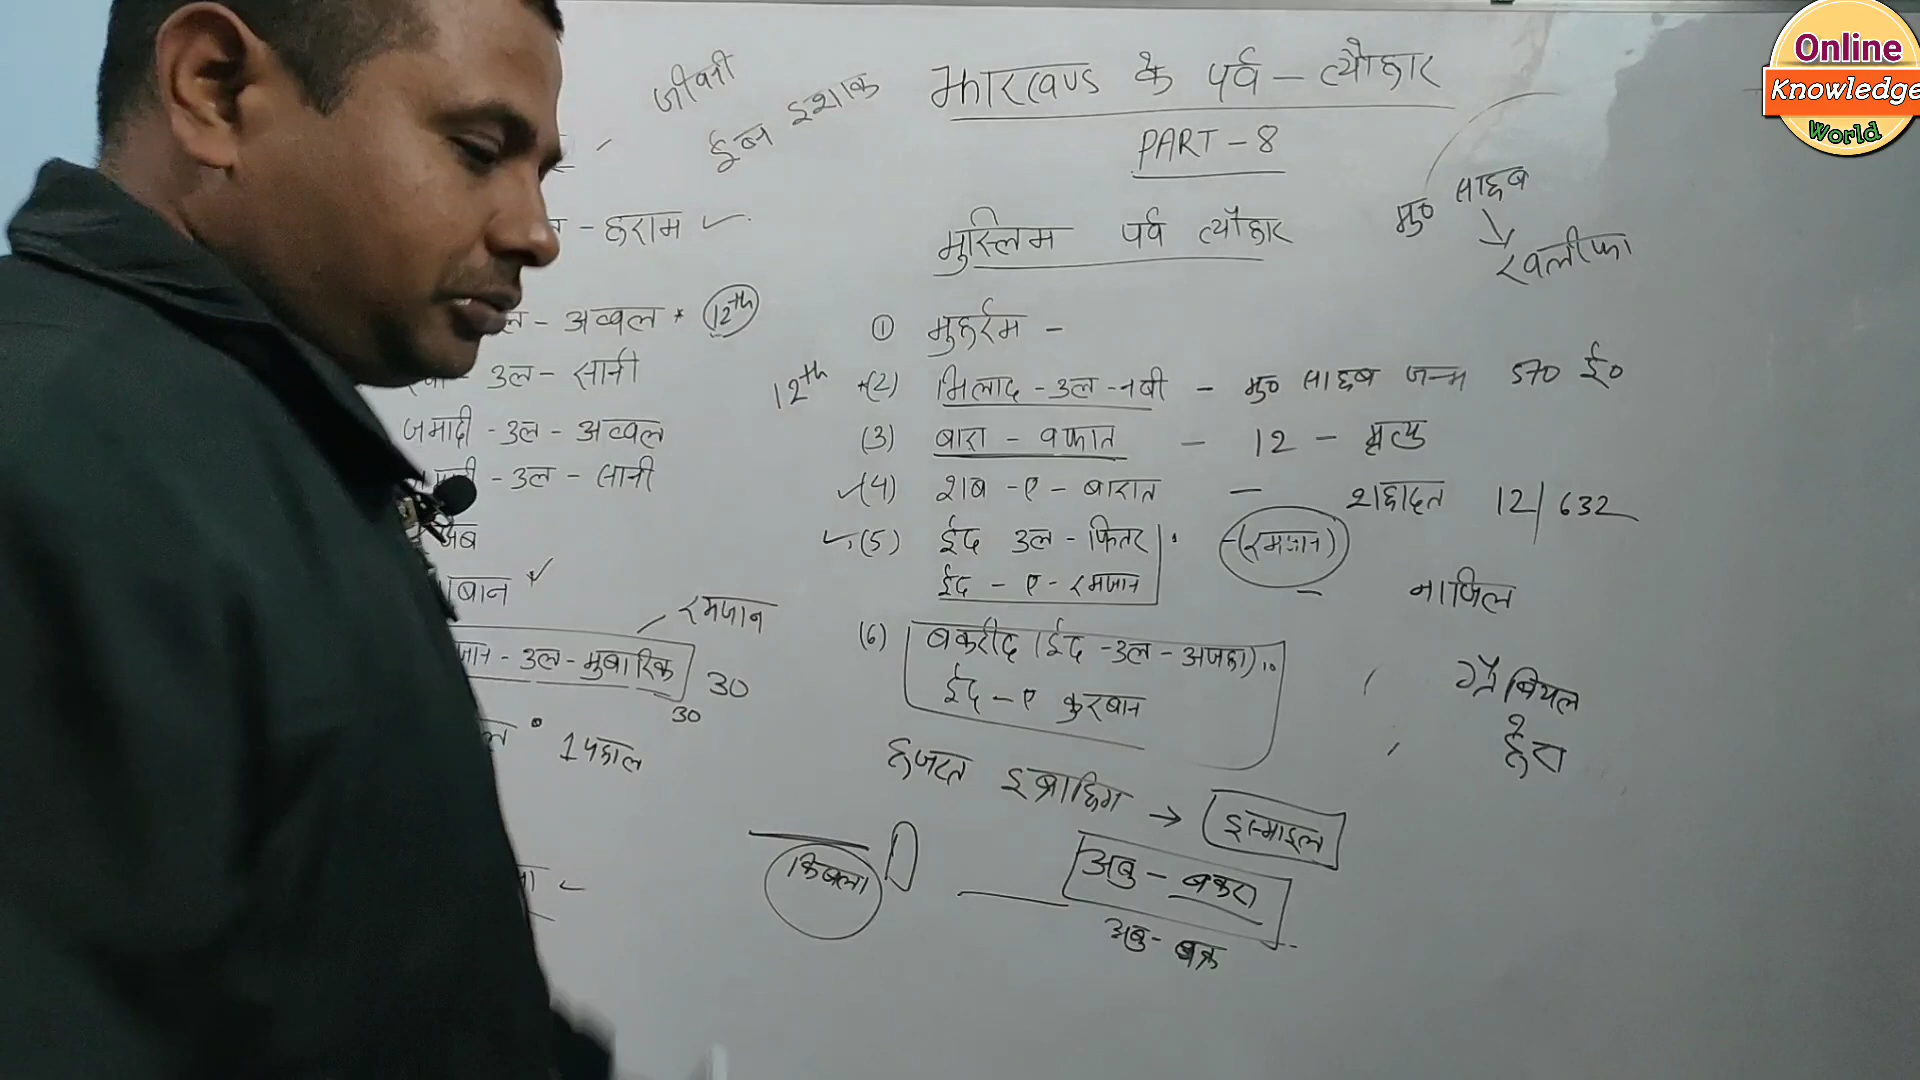 Online
Knowledge
World
जीवनी
इब्न इशाक
झारखण्ड के पर्व - त्यौहार
PART - 8
मुस्लिम पर्व त्यौहार
मु० साहब
खलीफा
- हराम
ल - अव्वल * 12th
- उल - सानी
जमादी - उल - अव्वल
- उल - सानी
रमजान
- उल - मुबारिक 30
30
1 पहाल
① मुहर्रम -
12th *(2) मिलाद - उल - नबी - मु० साहब जन्म 570 ई०
(3) बारा - वफात - 12 - मृत्यु
(4) शब - ए - बारात - शहादत 12/632
(5) ईद उल - फितर - (रमजान)
ईद - ए - रमजान - नाजिल
(6) बकरीद (ईद - उल - अजहा) 10
ईद - ए कुरबान
गैब्रियल
हजरत इब्राहिम → इस्माइल
किबला
अबु - बकर
अबु - बक्र